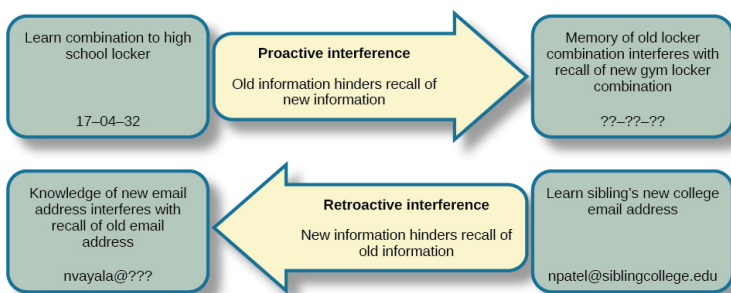 Learn combination to high
school locker
17–04–32
Proactive interference
Old information hinders recall of
new information
Memory of old locker
combination interferes with
recall of new gym locker
combination
??–??–??
Knowledge of new email
address interferes with
recall of old email
address
nvayala@???
Retroactive interference
New information hinders recall of
old information
Learn sibling’s new college
email address
npatel@siblingcollege.edu